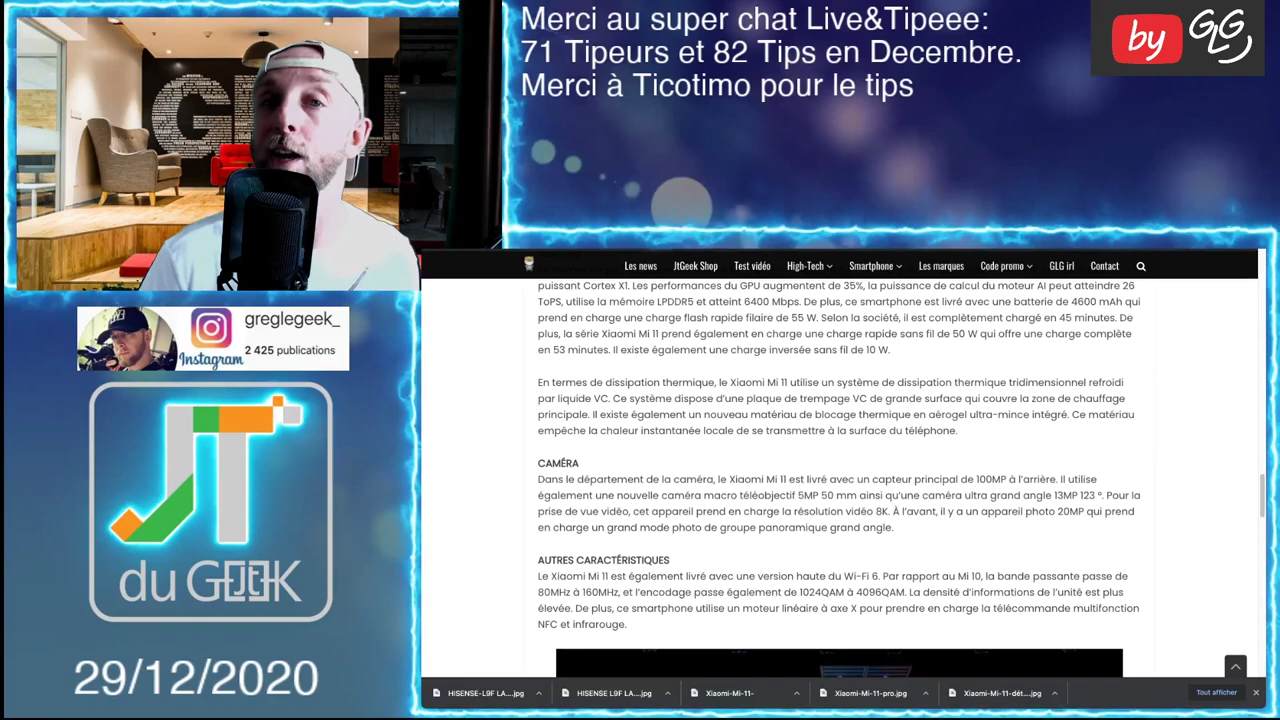 Merci au super chat Live&Tipeee:
71 Tipeurs et 82 Tips en Decembre.
Merci a Ticotimo pour le tips
by GLG
greglegeek_
2 425 publications
Instagram
JT
du GEEK
29/12/2020
Les news JtGeek Shop Test vidéo High-Tech Smartphone Les marques Code promo GLG irl Contact
puissant Cortex X1. Les performances du GPU augmentent de 35%, la puissance de calcul du moteur AI peut atteindre 26
ToPS, utilise la mémoire LPDDR5 et atteint 6400 Mbps. De plus, ce smartphone est livré avec une batterie de 4600 mAh qui
prend en charge une charge flash rapide filaire de 55 W. Selon la société, il est complètement chargé en 45 minutes. De
plus, la série Xiaomi Mi 11 prend également en charge une charge rapide sans fil de 50 W qui offre une charge complète
en 53 minutes. Il existe également une charge inversée sans fil de 10 W.
En termes de dissipation thermique, le Xiaomi Mi 11 utilise un système de dissipation thermique tridimensionnel refroidi
par liquide VC. Ce système dispose d'une plaque de trempage VC de grande surface qui couvre la zone de chauffage
principale. Il existe également un nouveau matériau de blocage thermique en aérogel ultra-mince intégré. Ce matériau
empêche la chaleur instantanée locale de se transmettre à la surface du téléphone.
CAMÉRA
Dans le département de la caméra, le Xiaomi Mi 11 est livré avec un capteur principal de 100MP à l'arrière. Il utilise
également une nouvelle caméra macro téléobjectif 5MP 50 mm ainsi qu'une caméra ultra grand angle 13MP 123 °. Pour la
prise de vue vidéo, cet appareil prend en charge la résolution vidéo 8K. À l'avant, il y a un appareil photo 20MP qui prend
en charge un grand mode photo de groupe panoramique grand angle.
AUTRES CARACTÉRISTIQUES
Le Xiaomi Mi 11 est également livré avec une version haute du Wi-Fi 6. Par rapport au Mi 10, la bande passante passe de
80MHz à 160MHz, et l'encodage passe également de 1024QAM à 4096QAM. La densité d'informations de l'unité est plus
élevée. De plus, ce smartphone utilise un moteur linéaire à axe X pour prendre en charge la télécommande multifonction
NFC et infrarouge.
HISENSE-L9F LA....jpg HISENSE L9F LA....jpg Xiaomi-Mi-11- Xiaomi-Mi-11-pro.jpg Xiaomi-Mi-11-dét....jpg Tout afficher